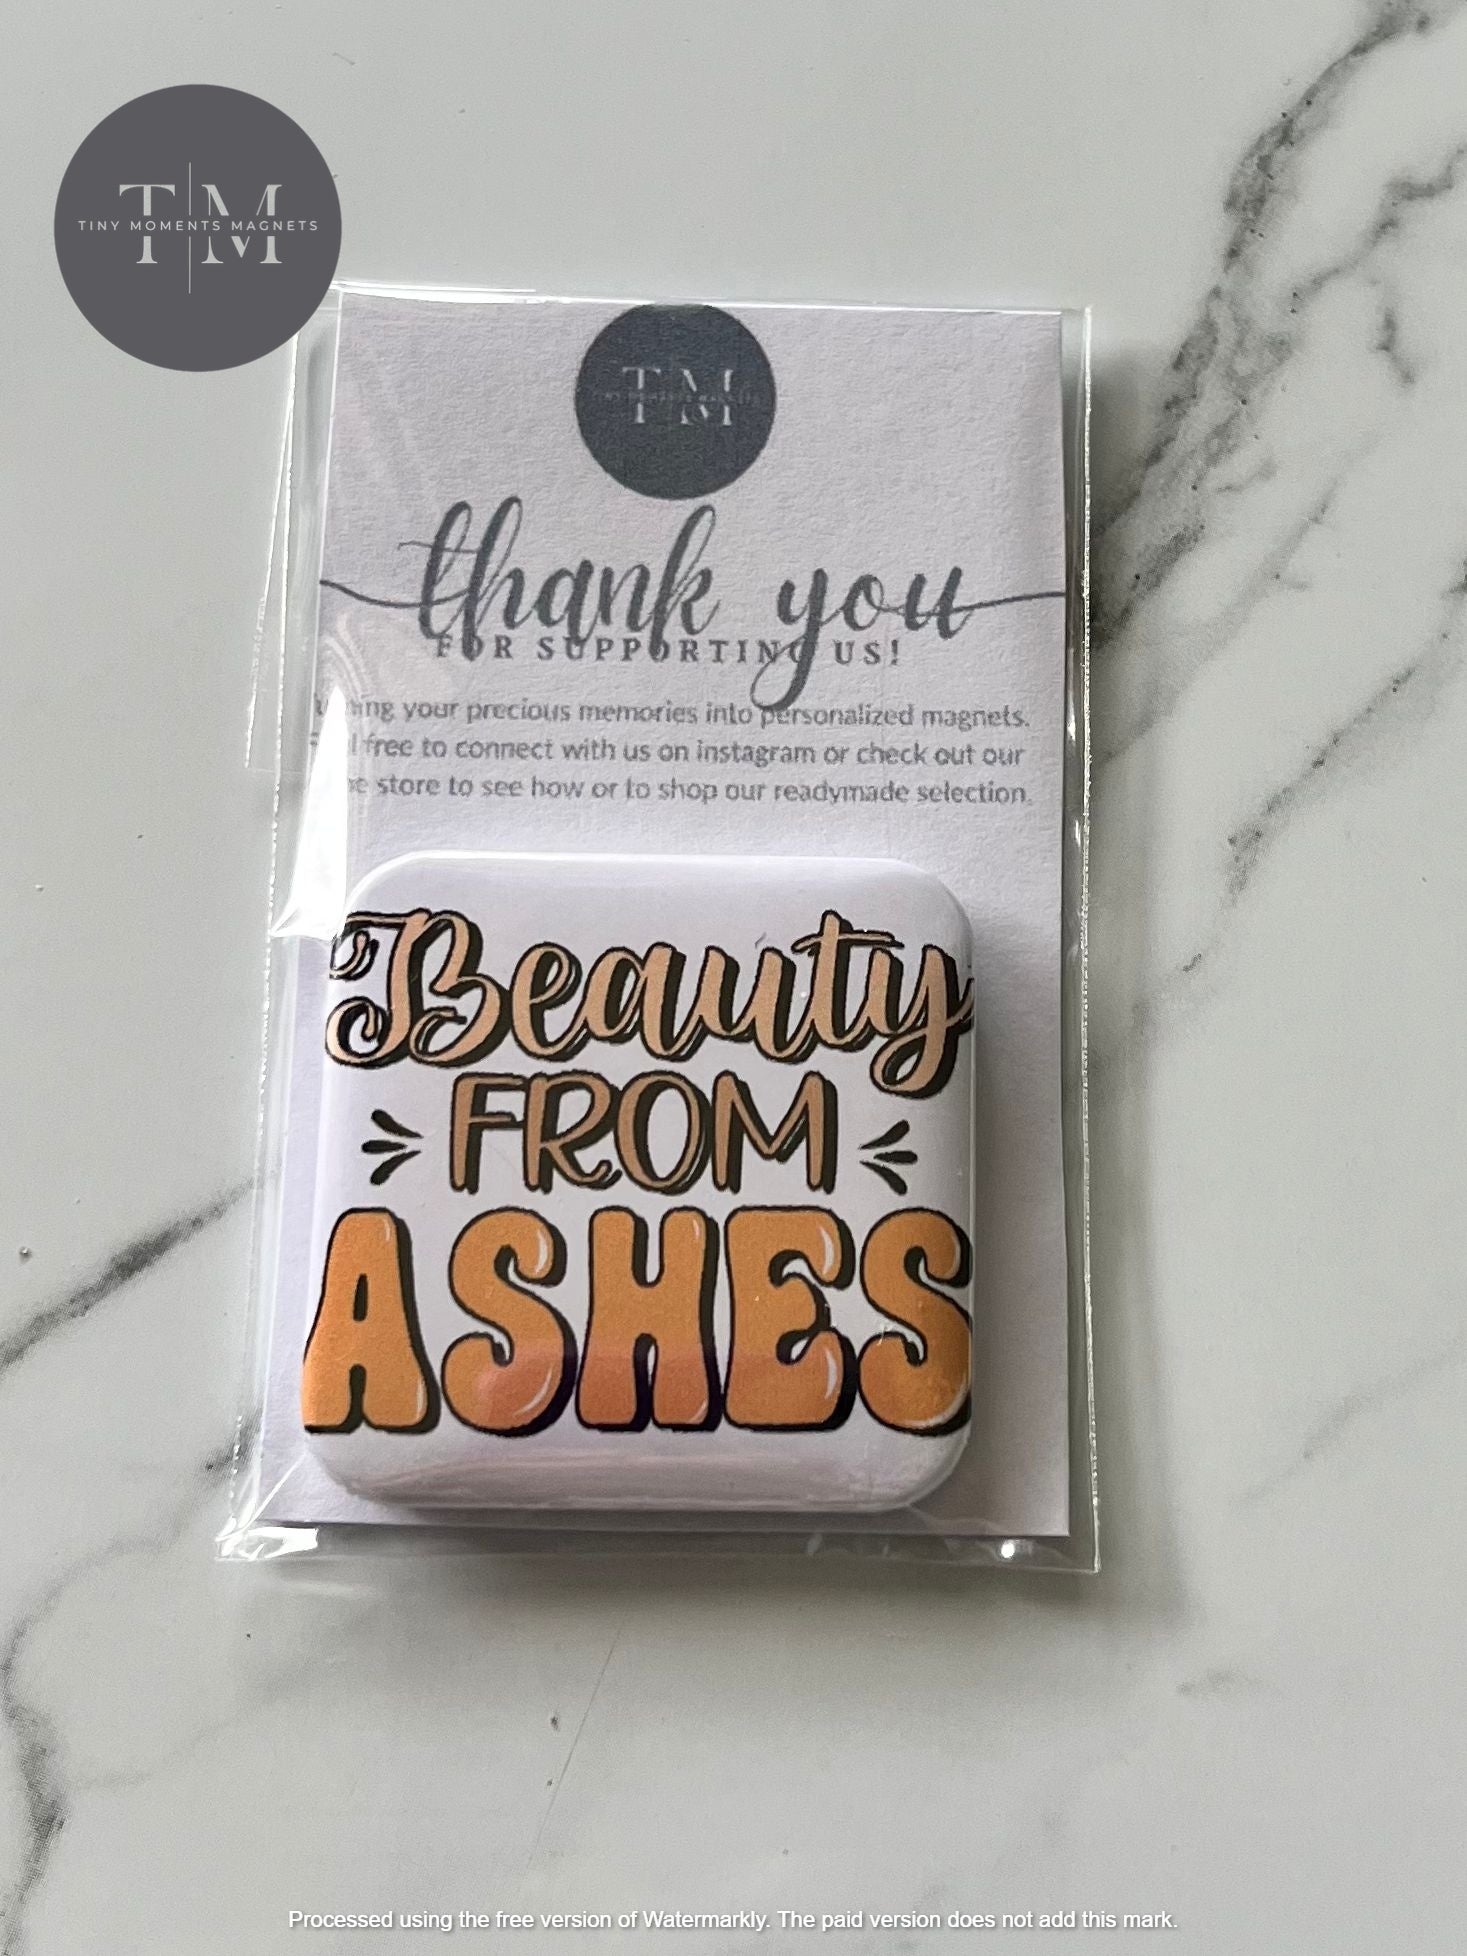 TM
TINY MOMENTS MAGNETS
TM
thank you
FOR SUPPORTING US!
your precious memories into personalized magnets.
free to connect with us on instagram or check out our
store to see how or to shop our readymade selection.
Beauty
FROM
ASHES
Processed using the free version of Watermarkly. The paid version does not add this mark.